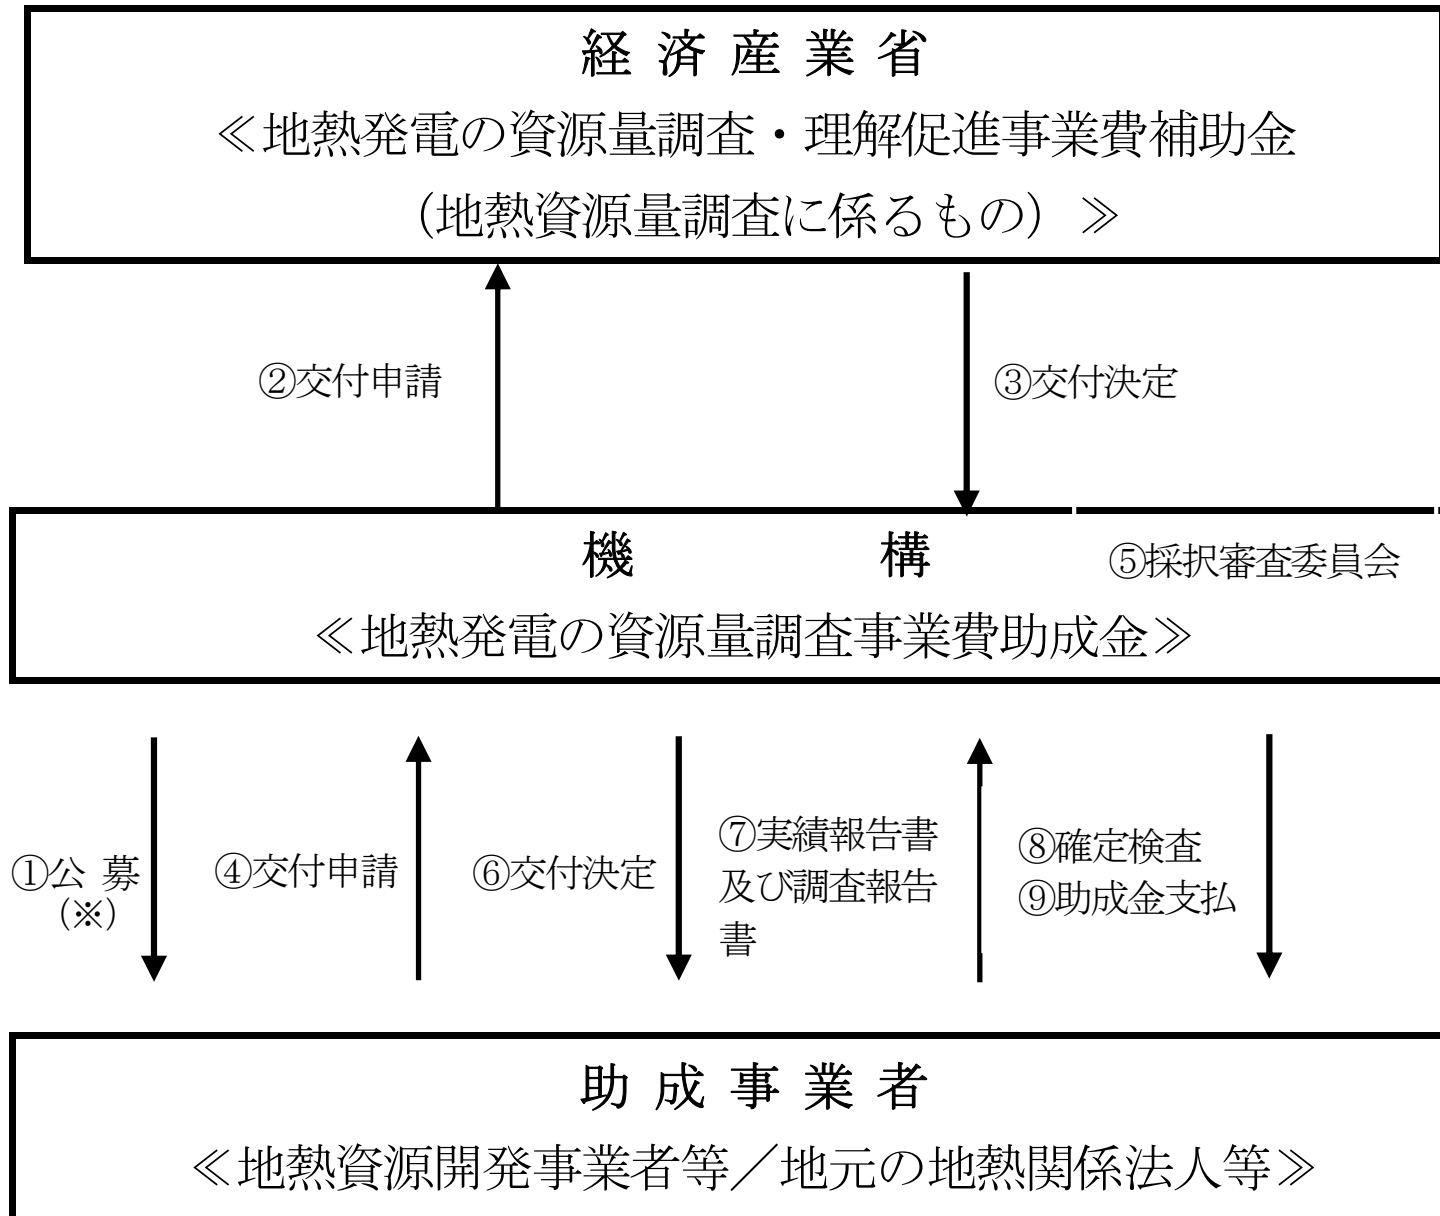 経済産業省
≪地熱発電の資源量調査・理解促進事業費補助金
（地熱資源量調査に係るもの）≫
②交付申請
③交付決定
機　構
⑤採択審査委員会
≪地熱発電の資源量調査事業費助成金≫
①公 募
（※）
④交付申請
⑥交付決定
⑦実績報告書
及び調査報告
書
⑧確定検査
⑨助成金支払
助成事業者
≪地熱資源開発事業者等／地元の地熱関係法人等≫